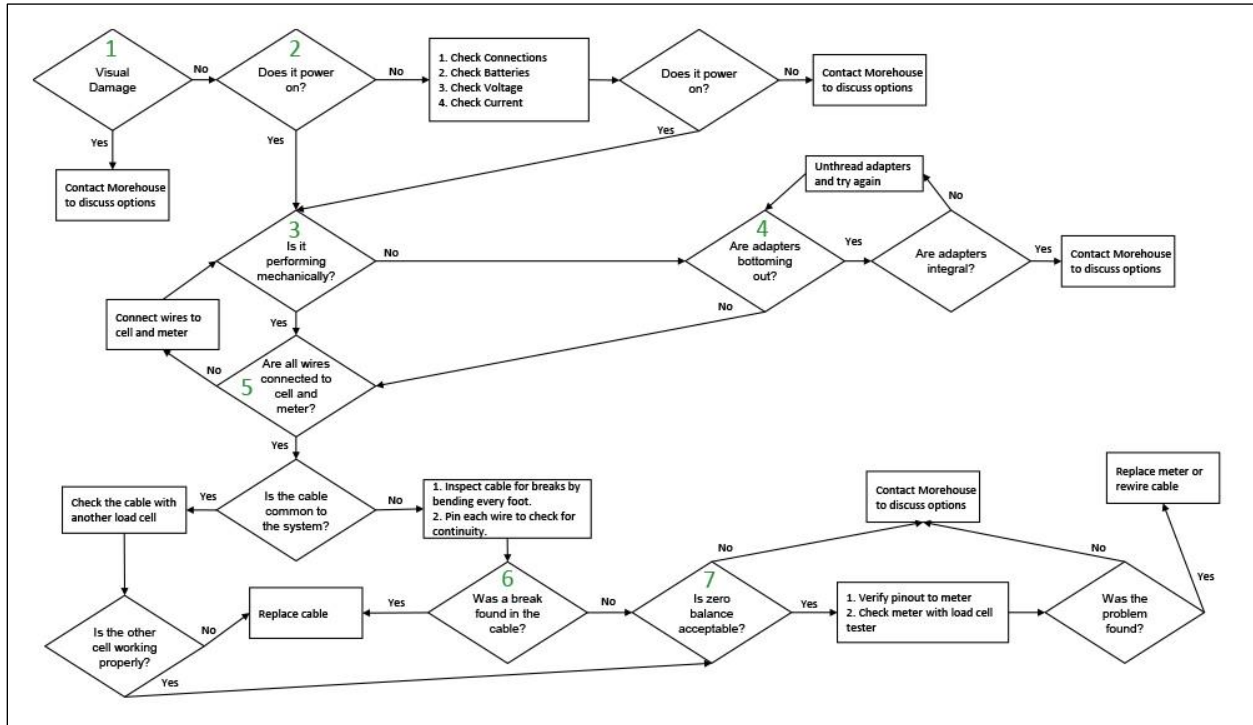 1
Visual
Damage
No
2
Does it power
on?
No
1. Check Connections
2. Check Batteries
3. Check Voltage
4. Check Current
Does it power
on?
No
Contact Morehouse
to discuss options
Yes
Yes
Yes
Contact Morehouse
to discuss options
Unthread adapters
and try again
No
3
Is it
performing
mechanically?
No
4
Are adapters
bottoming
out?
Yes
Are adapters
integral?
Yes
Contact Morehouse
to discuss options
Connect wires to
cell and meter
Yes
No
No
5
Are all wires
connected to
cell and
meter?
Yes
Check the cable with
another load cell
Yes
Is the cable
common to
the system?
No
1. Inspect cable for breaks by
bending every foot.
2. Pin each wire to check for
continuity.
Contact Morehouse
to discuss options
Replace meter or
rewire cable
Is the other
cell working
properly?
No
Yes
Replace cable
Yes
6
Was a break
found in the
cable?
No
7
Is zero
balance
acceptable?
No
Yes
1. Verify pinout to meter
2. Check meter with load cell
tester
No
Was the
problem
found?
Yes